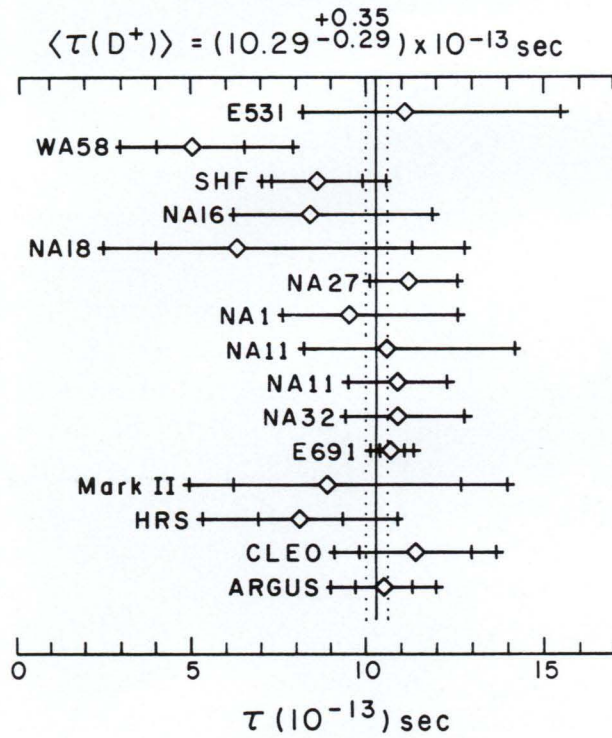 ⟨τ(D⁺)⟩ = (10.29 +0.35 −0.29) x 10⁻¹³ sec
E531
WA58
SHF
NA16
NA18
NA27
NA1
NA11
NA11
NA32
E691
Mark II
HRS
CLEO
ARGUS
0 5 10 15
τ (10⁻¹³) sec